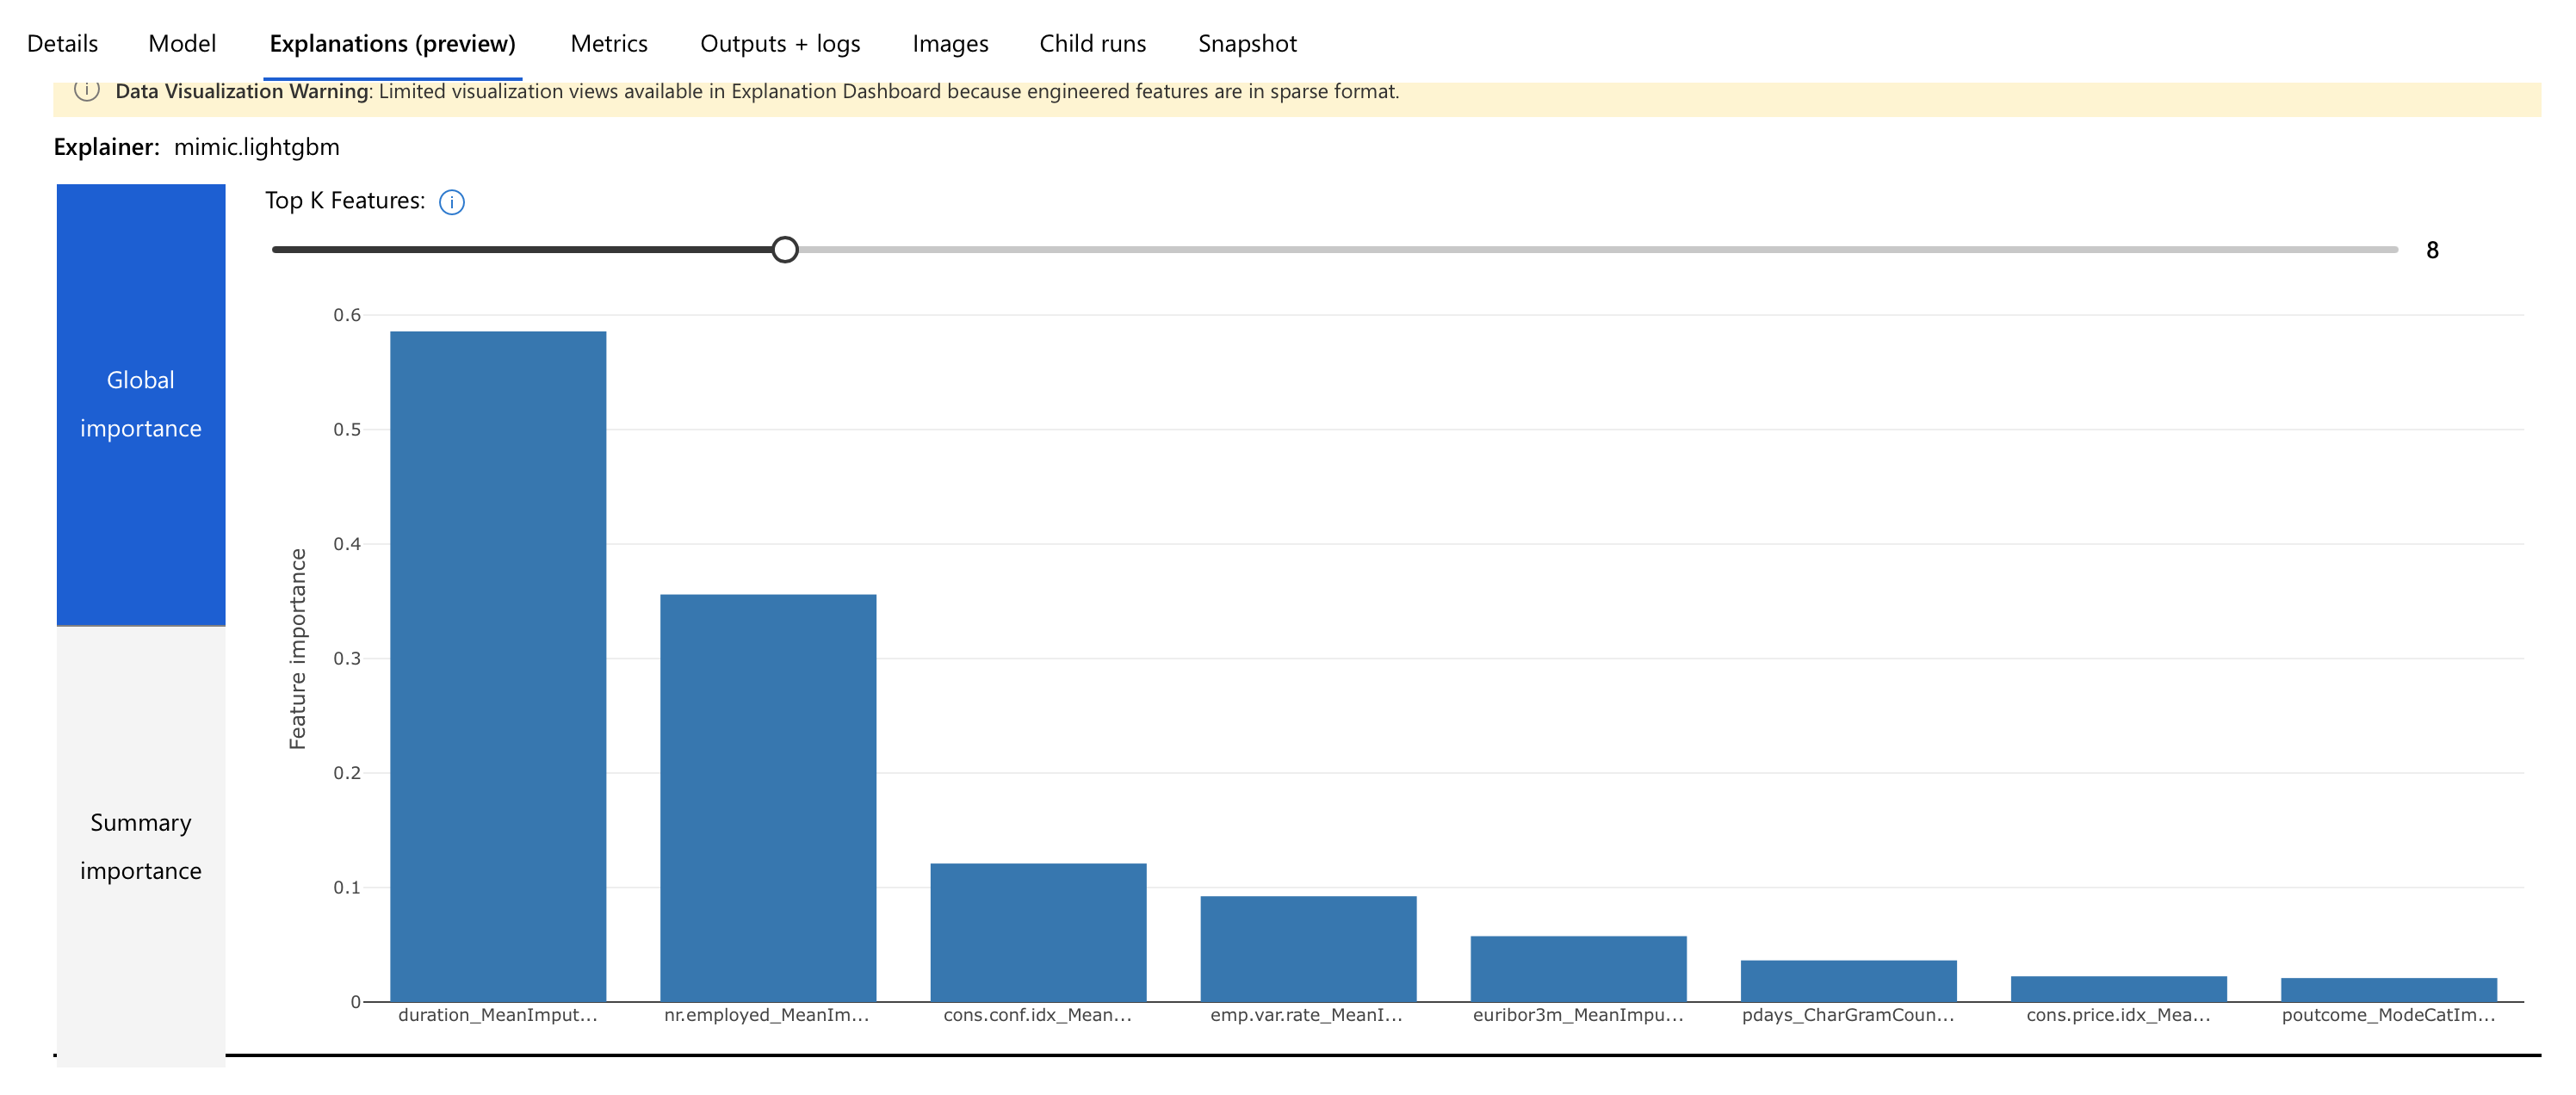 Details Model Explanations (preview) Metrics Outputs + logs Images Child runs Snapshot
Data Visualization Warning: Limited visualization views available in Explanation Dashboard because engineered features are in sparse format.
Explainer: mimic.lightgbm
Global
importance
Summary
importance
Top K Features:
8
Feature importance
0.6
0.5
0.4
0.3
0.2
0.1
0
duration_MeanImput... nr.employed_MeanIm... cons.conf.idx_Mean... emp.var.rate_MeanI... euribor3m_MeanImpu... pdays_CharGramCoun... cons.price.idx_Mea... poutcome_ModeCatIm...